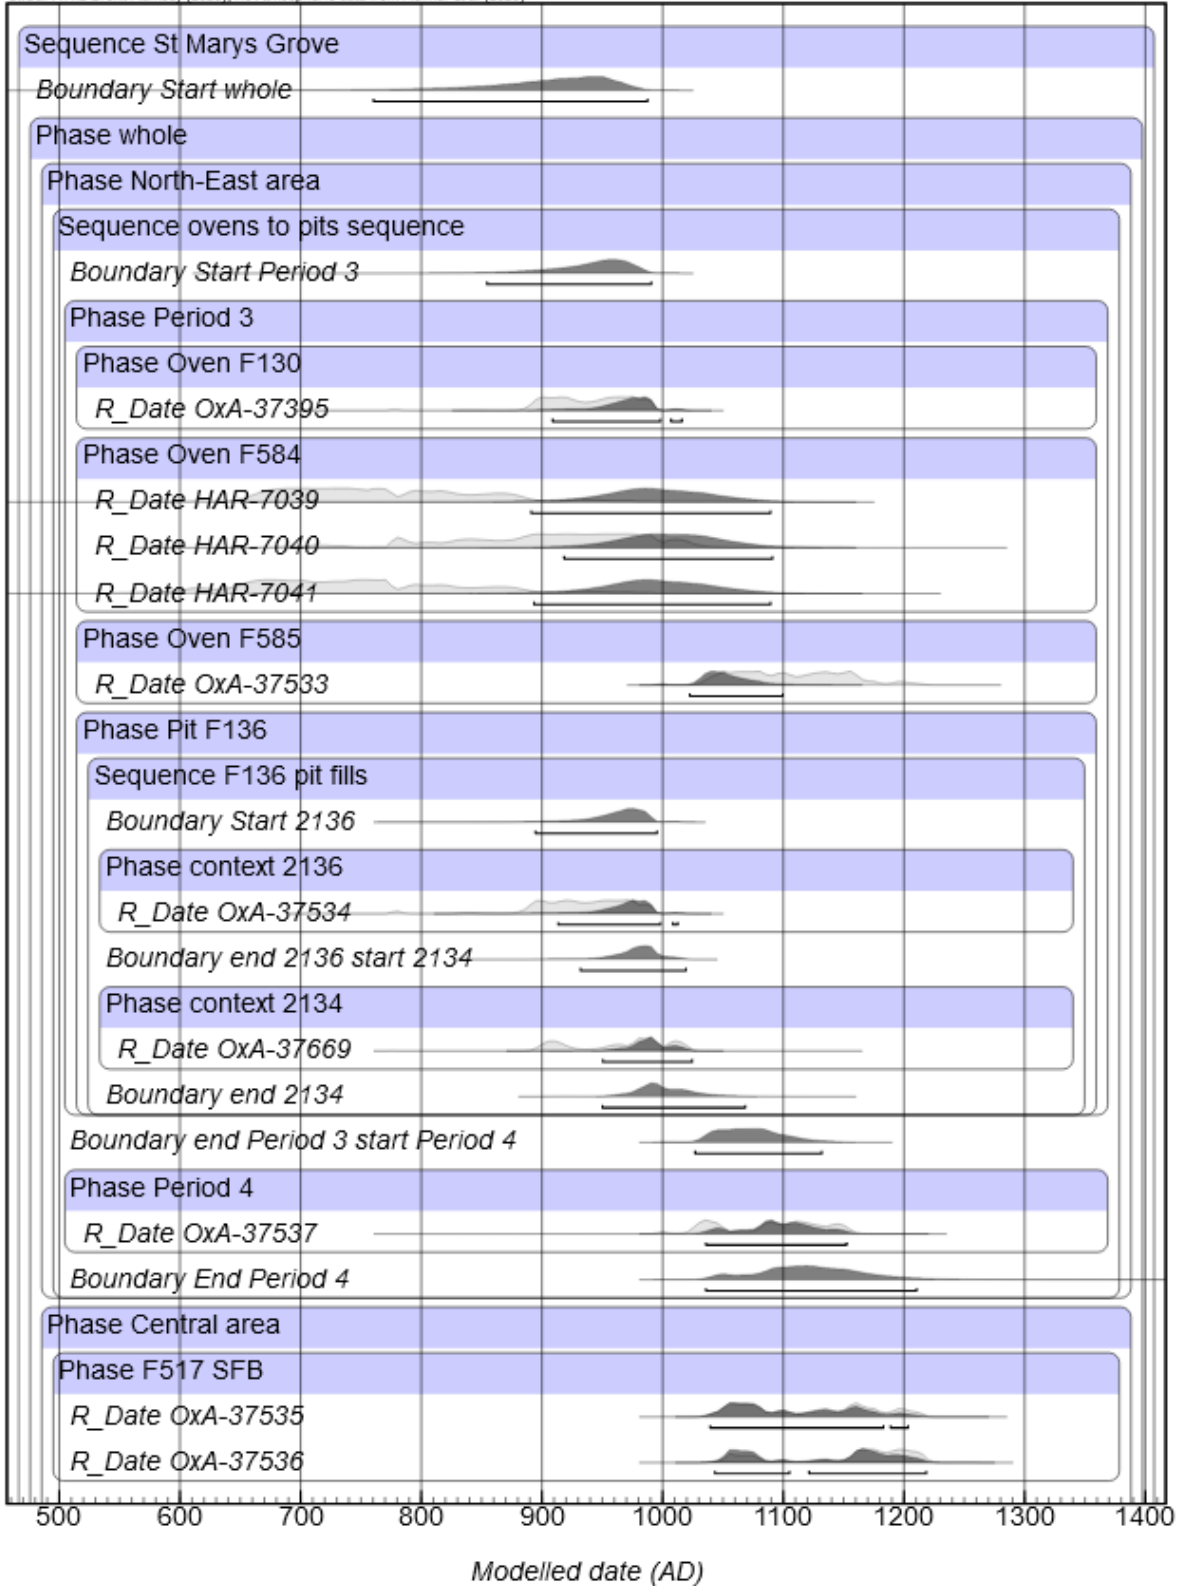 Sequence St Marys Grove
Boundary Start whole
Phase whole
Phase North-East area
Sequence ovens to pits sequence
Boundary Start Period 3
Phase Period 3
Phase Oven F130
R_Date OxA-37395
Phase Oven F584
R_Date HAR-7039
R_Date HAR-7040
R_Date HAR-7041
Phase Oven F585
R_Date OxA-37533
Phase Pit F136
Sequence F136 pit fills
Boundary Start 2136
Phase context 2136
R_Date OxA-37534
Boundary end 2136 start 2134
Phase context 2134
R_Date OxA-37669
Boundary end 2134
Boundary end Period 3 start Period 4
Phase Period 4
R_Date OxA-37537
Boundary End Period 4
Phase Central area
Phase F517 SFB
R_Date OxA-37535
R_Date OxA-37536
500 600 700 800 900 1000 1100 1200 1300 1400
Modelled date (AD)